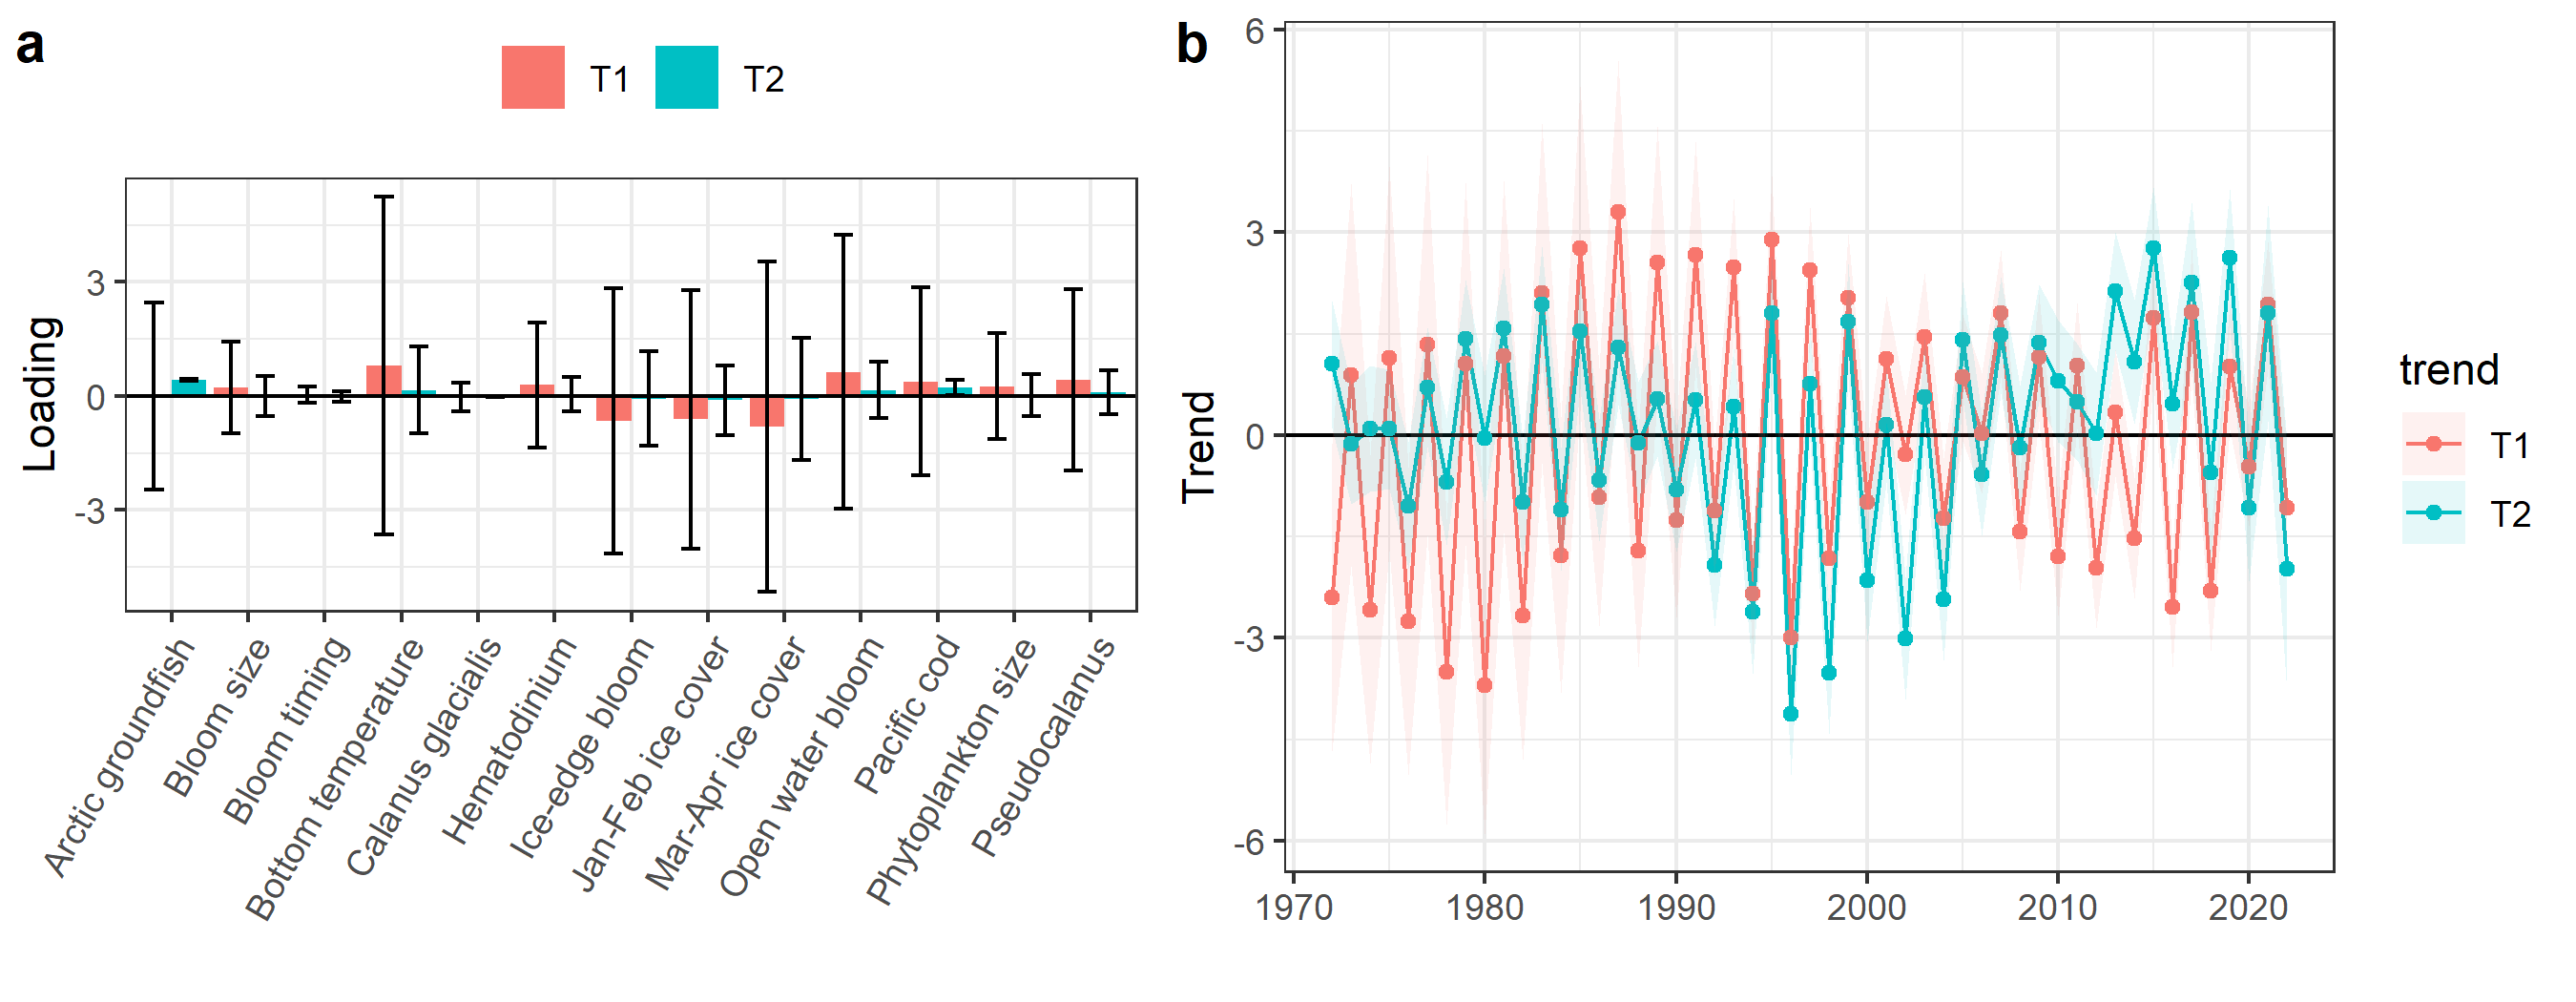 a
T1
T2
Loading
3
0
-3
Arctic groundfish
Bloom size
Bloom timing
Bottom temperature
Calanus glacialis
Hematodinium
Ice-edge bloom
Jan-Feb ice cover
Mar-Apr ice cover
Open water bloom
Pacific cod
Phytoplankton size
Pseudocalanus
b
Trend
6
3
0
-3
-6
1970
1980
1990
2000
2010
2020
trend
T1
T2